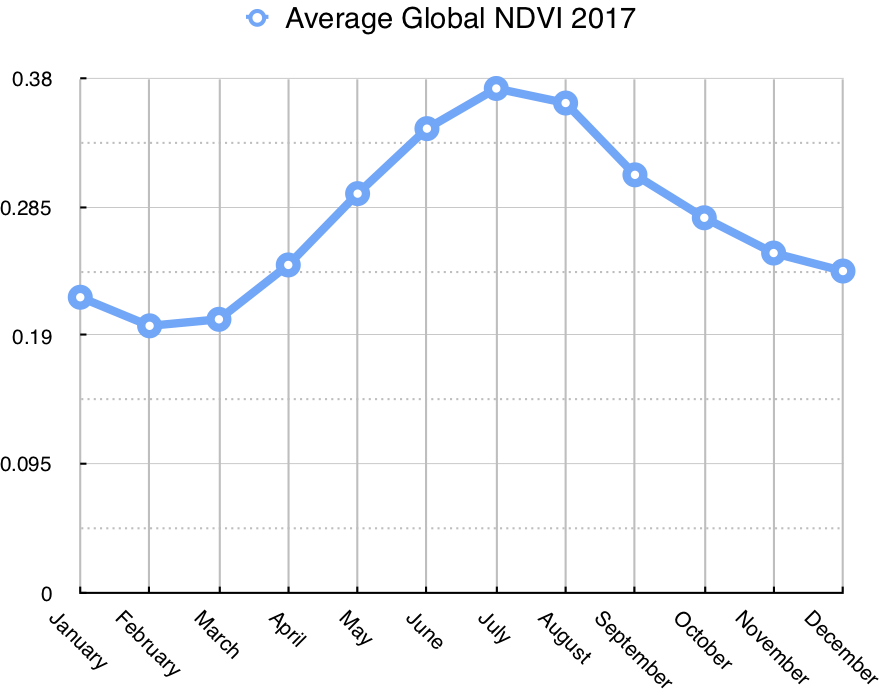 Average Global NDVI 2017
0.38
0.285
0.19
0.095
0
January
February
March
April
May
June
July
August
September
October
November
December